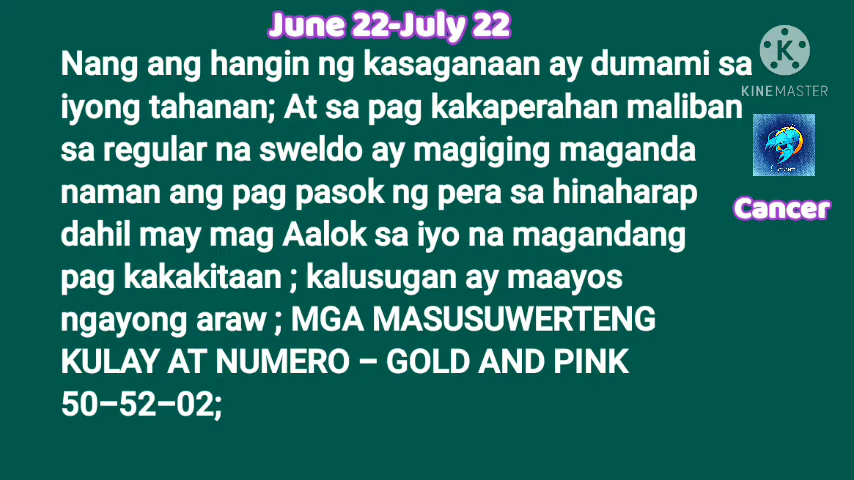 June 22-July 22
Nang ang hangin ng kasaganaan ay dumami sa
iyong tahanan; At sa pag kakaperahan maliban
sa regular na sweldo ay magiging maganda
naman ang pag pasok ng pera sa hinaharap
dahil may mag Aalok sa iyo na magandang
pag kakakitaan ; kalusugan ay maayos
ngayong araw ; MGA MASUSUWERTENG
KULAY AT NUMERO – GOLD AND PINK
50–52–02;
KINEMASTER
Cancer